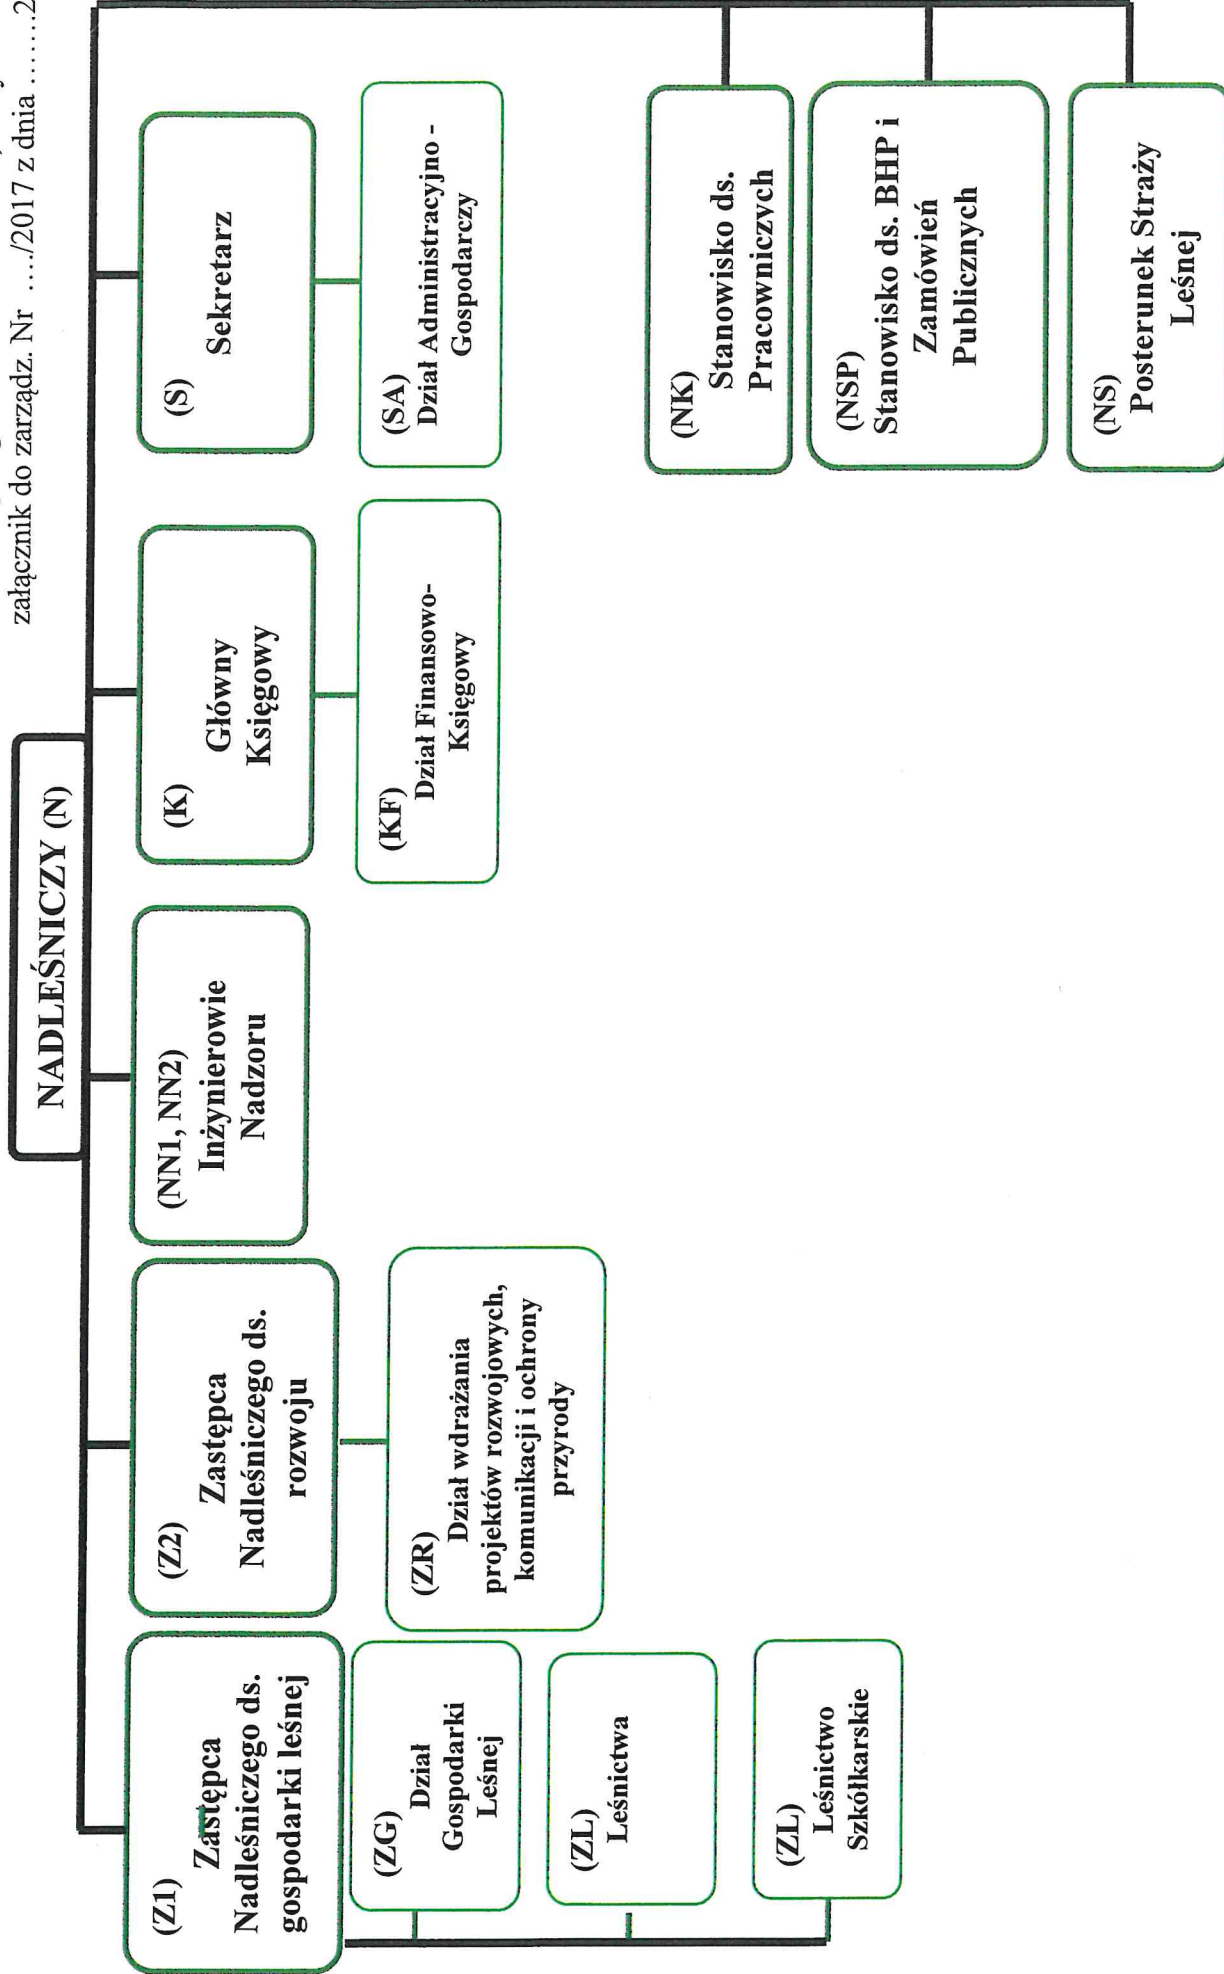 załącznik do zarządz. Nr …./2017 z dnia ……..2
NADLEŚNICZY (N)
(Z1)
Zastępca
Nadleśniczego ds.
gospodarki leśnej
(ZG)
Dział
Gospodarki
Leśnej
(ZL)
Leśnictwa
(ZL)
Leśnictwo
Szkółkarskie
(Z2)
Zastępca
Nadleśniczego ds.
rozwoju
(ZR)
Dział wdrażania
projektów rozwojowych,
komunikacji i ochrony
przyrody
(NN1, NN2)
Inżynierowie
Nadzoru
(K)
Główny
Księgowy
(KF)
Dział Finansowo-
Księgowy
(S)
Sekretarz
(SA)
Dział Administracyjno -
Gospodarczy
(NK)
Stanowisko ds.
Pracowniczych
(NSP)
Stanowisko ds. BHP i
Zamówień
Publicznych
(NS)
Posterunek Straży
Leśnej